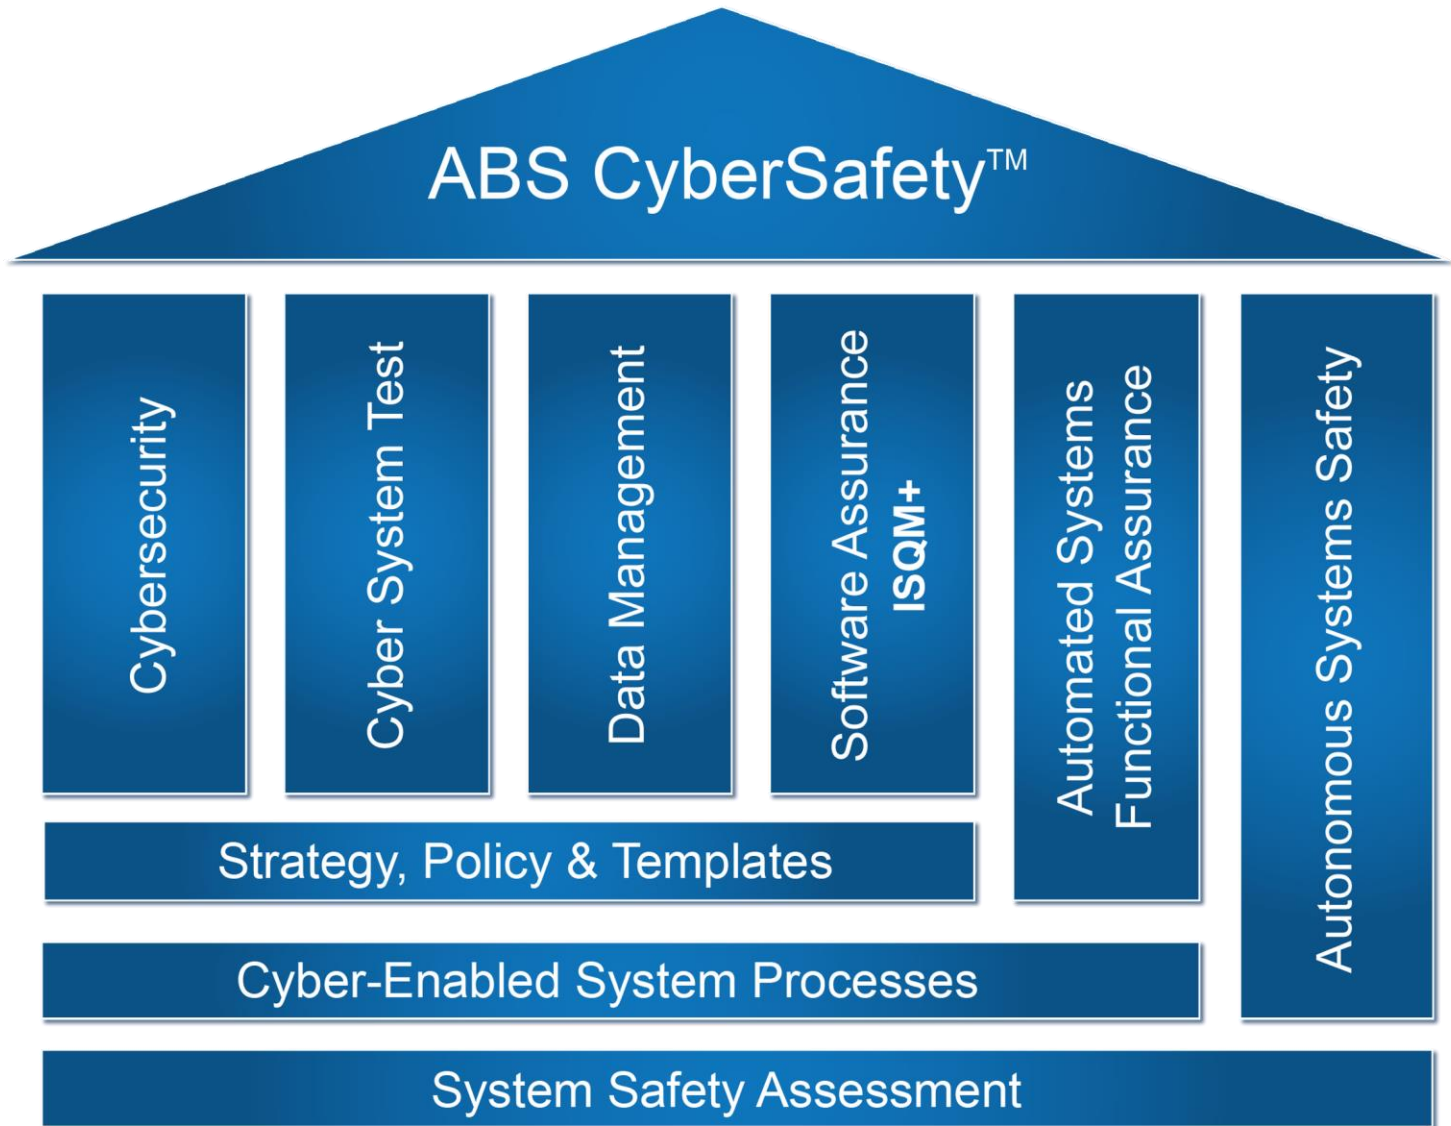 ABS CyberSafety™
Cybersecurity
Cyber System Test
Data Management
Software Assurance
ISQM+
Automated Systems
Functional Assurance
Autonomous Systems Safety
Strategy, Policy & Templates
Cyber-Enabled System Processes
System Safety Assessment